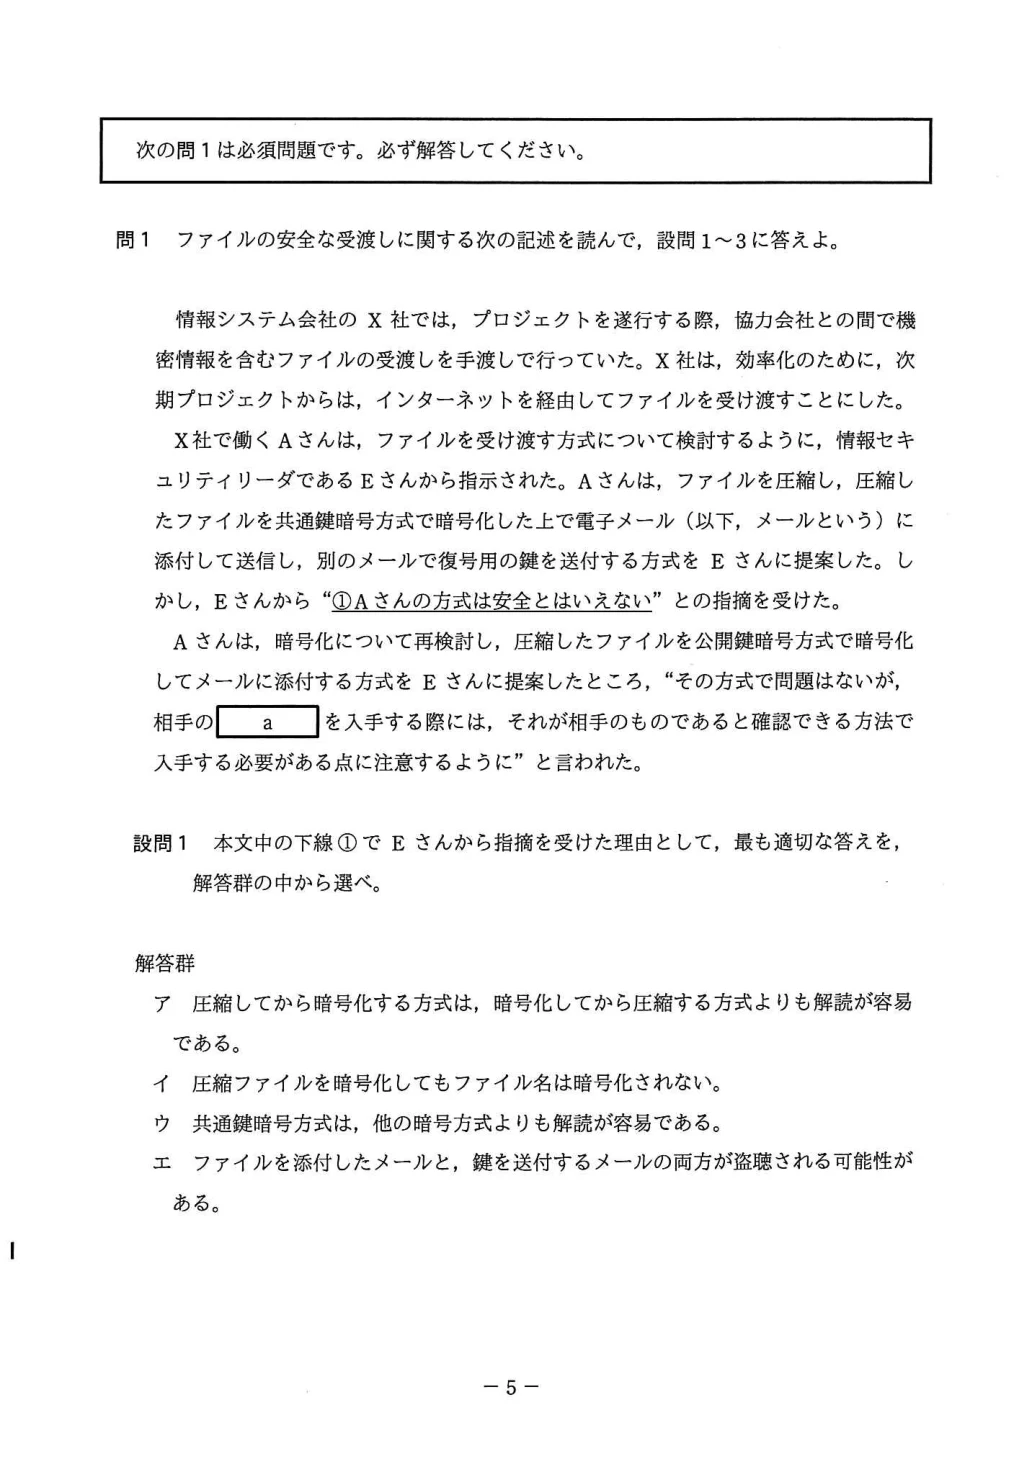 次の問1は必須問題です。必ず解答してください。
問1 ファイルの安全な受渡しに関する次の記述を読んで，設問1～3に答えよ。
情報システム会社の X 社では，プロジェクトを遂行する際，協力会社との間で機
密情報を含むファイルの受渡しを手渡しで行っていた。X 社は，効率化のために，次
期プロジェクトからは，インターネットを経由してファイルを受け渡すことにした。
X社で働く A さんは，ファイルを受け渡す方式について検討するように，情報セキ
ュリティリーダである E さんから指示された。A さんは，ファイルを圧縮し，圧縮し
たファイルを共通鍵暗号方式で暗号化した上で電子メール（以下，メールという）に
添付して送信し，別のメールで復号用の鍵を送付する方式を E さんに提案した。し
かし，E さんから “①A さんの方式は安全とはいえない” との指摘を受けた。
A さんは，暗号化について再検討し，圧縮したファイルを公開鍵暗号方式で暗号化
してメールに添付する方式を E さんに提案したところ，“その方式で問題はないが，
相手の a を入手する際には，それが相手のものであると確認できる方法で
入手する必要がある点に注意するように” と言われた。
設問1 本文中の下線①で E さんから指摘を受けた理由として，最も適切な答えを，
解答群の中から選べ。
解答群
ア 圧縮してから暗号化する方式は，暗号化してから圧縮する方式よりも解読が容易
である。
イ 圧縮ファイルを暗号化してもファイル名は暗号化されない。
ウ 共通鍵暗号方式は，他の暗号方式よりも解読が容易である。
エ ファイルを添付したメールと，鍵を送付するメールの両方が盗聴される可能性が
ある。
－ 5 －